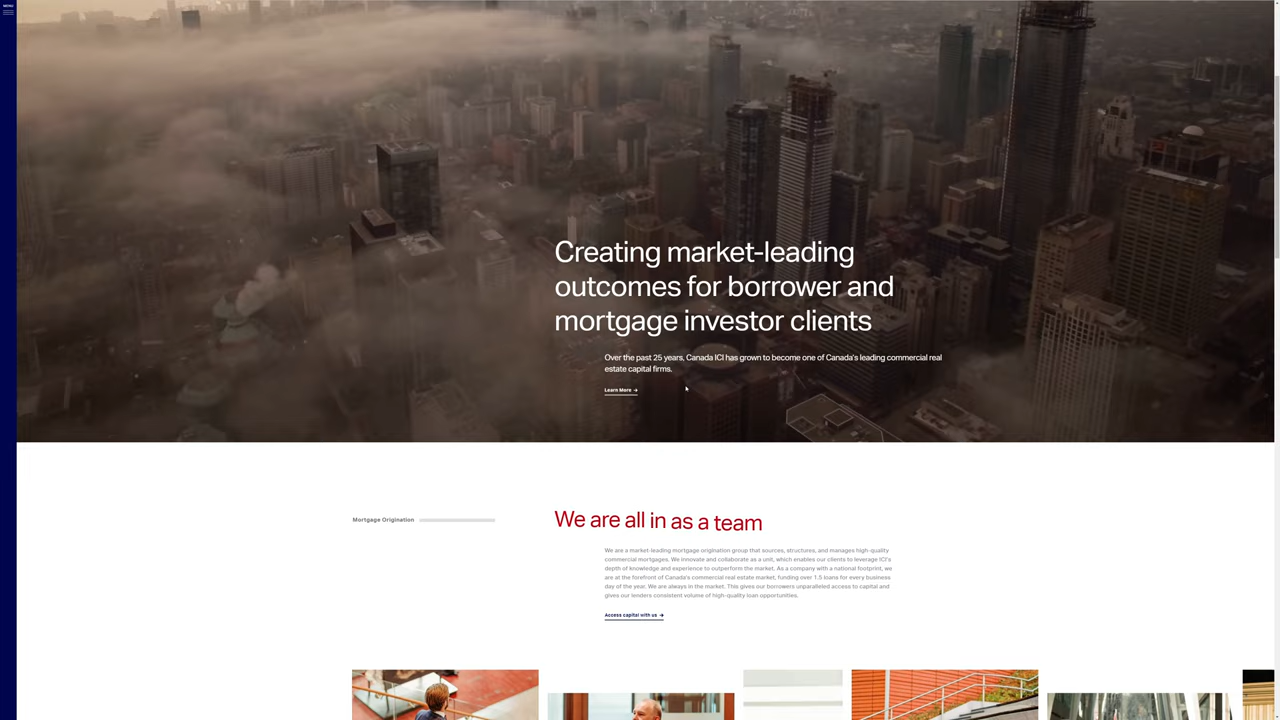 MENU
Creating market-leading
outcomes for borrower and
mortgage investor clients
Over the past 25 years, Canada ICI has grown to become one of Canada's leading commercial real
estate capital firms.
Learn More →
Mortgage Origination
We are all in as a team
We are a market-leading mortgage origination group that sources, structures, and manages high-quality
commercial mortgages. We innovate and collaborate as a unit, which enables our clients to leverage ICI's
depth of knowledge and experience to outperform the market. As a company with a national footprint, we
are at the forefront of Canada's commercial real estate market, funding over 1.5 loans for every business
day of the year. We are always in the market. This gives our borrowers unparalleled access to capital and
gives our lenders consistent volume of high-quality loan opportunities.
Access capital with us →